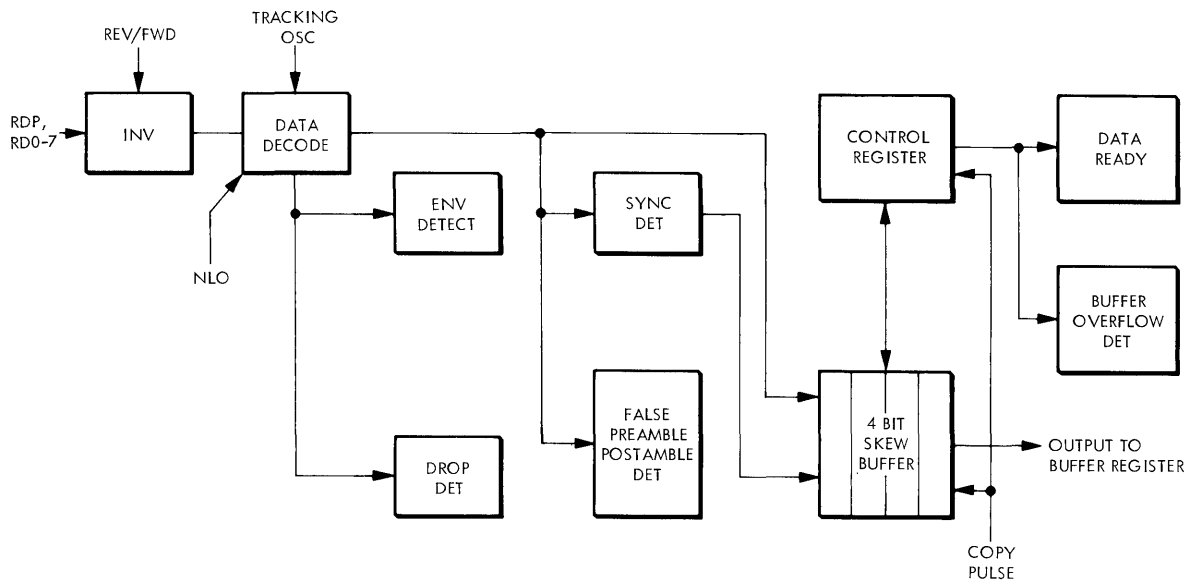 TRACKING
OSC
REV/FWD
RDP,
RD0-7
INV
DATA
DECODE
CONTROL
REGISTER
DATA
READY
ENV
DETECT
SYNC
DET
NLO
BUFFER
OVERFLOW
DET
FALSE
PREAMBLE
POSTAMBLE
DET
4 BIT
SKEW
BUFFER
OUTPUT TO
BUFFER REGISTER
DROP
DET
COPY
PULSE